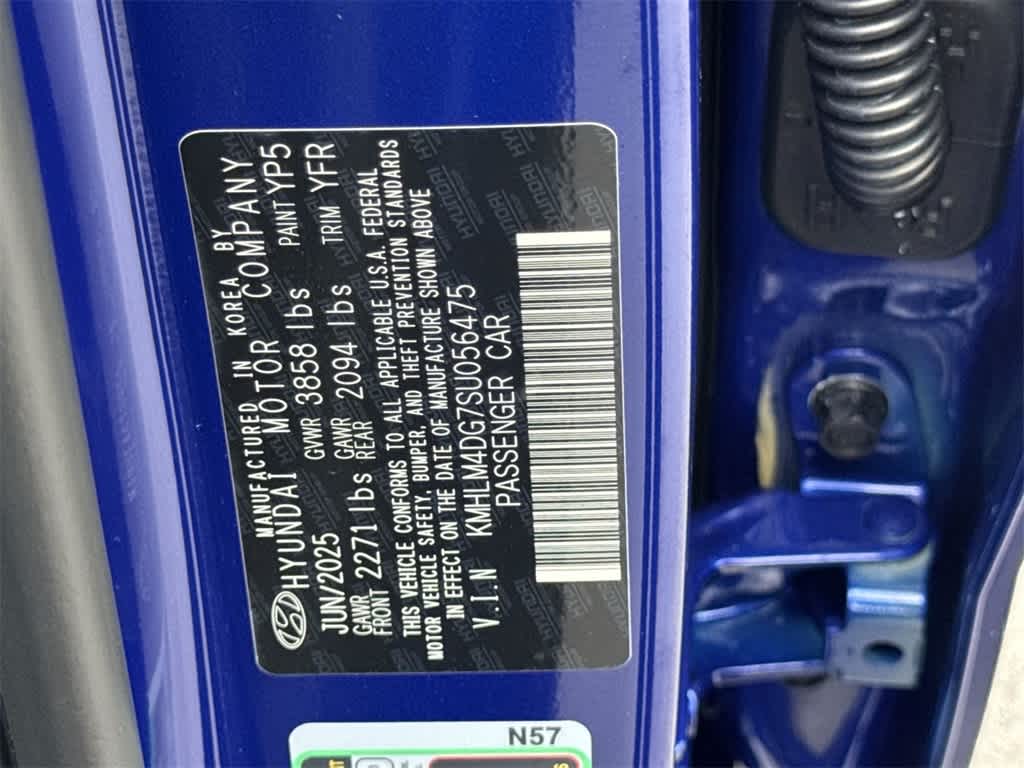 MANUFACTURED IN KOREA BY
HYUNDAI MOTOR COMPANY
JUN/2025 GVWR 3858 lbs PAINT YP5
GAWR FRONT 2271 lbs GAWR REAR 2094 lbs TRIM YFR
THIS VEHICLE CONFORMS TO ALL APPLICABLE U.S.A. FEDERAL
MOTOR VEHICLE SAFETY, BUMPER, AND THEFT PREVENTION STANDARDS
IN EFFECT ON THE DATE OF MANUFACTURE SHOWN ABOVE
V.I.N KMHLM4DG7SU056475
PASSENGER CAR
N57